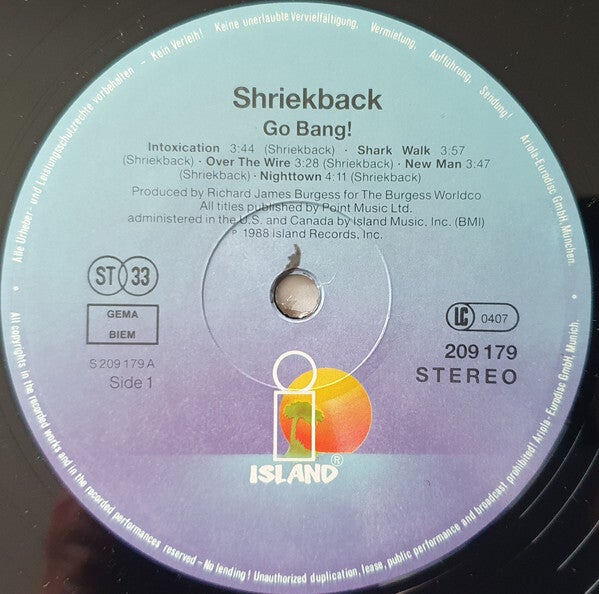 Alle Urheber- und Leistungsschutzrechte vorbehalten - Kein Verleih! - Keine unerlaubte Vervielfältigung, Vermietung, Aufführung, Sendung! Ariola-Eurodisc GmbH München.
Shriekback
Go Bang!
Intoxication 3:44 (Shriekback) · Shark Walk 3:57
(Shriekback) · Over The Wire 3:28 (Shriekback) · New Man 3:47
(Shriekback) · Nighttown 4:11 (Shriekback)
Produced by Richard James Burgess for The Burgess Worldco
All titles published by Point Music Ltd.
administered in the U.S. and Canada by Island Music, Inc. (BMI)
℗ 1988 Island Records, Inc.
ST 33
GEMA
BIEM
S 209 179 A
Side 1
LC 0407
209 179
STEREO
ISLAND®
All copyrights in the recorded works and in the recorded performances reserved - No lending! Unauthorized duplication, lease, public performance and broadcast prohibited! Ariola-Eurodisc GmbH, Munich.